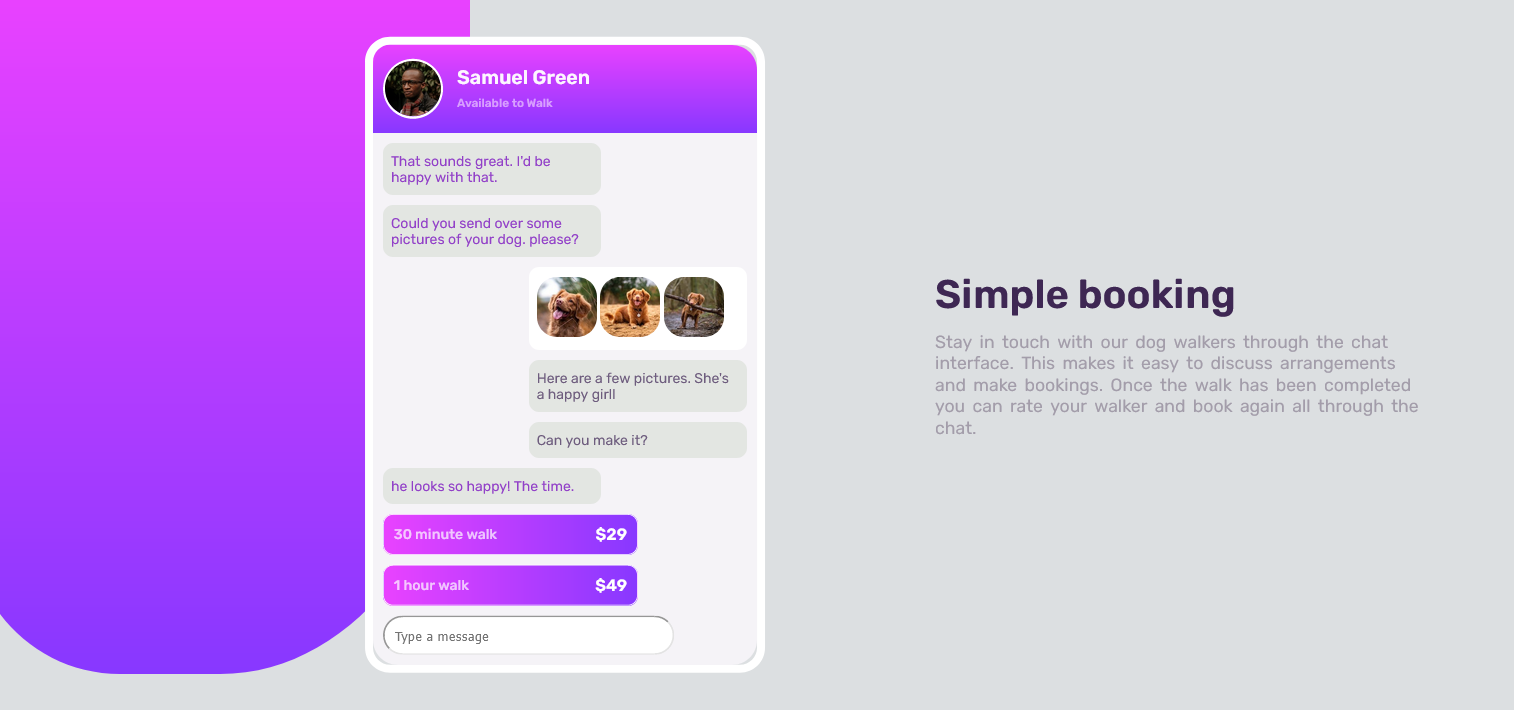 Samuel Green
Available to Walk
That sounds great. I'd be
happy with that.
Could you send over some
pictures of your dog. please?
Here are a few pictures. She's
a happy girll
Can you make it?
he looks so happy! The time.
30 minute walk $29
1 hour walk $49
Type a message
Simple booking
Stay in touch with our dog walkers through the chat
interface. This makes it easy to discuss arrangements
and make bookings. Once the walk has been completed
you can rate your walker and book again all through the
chat.